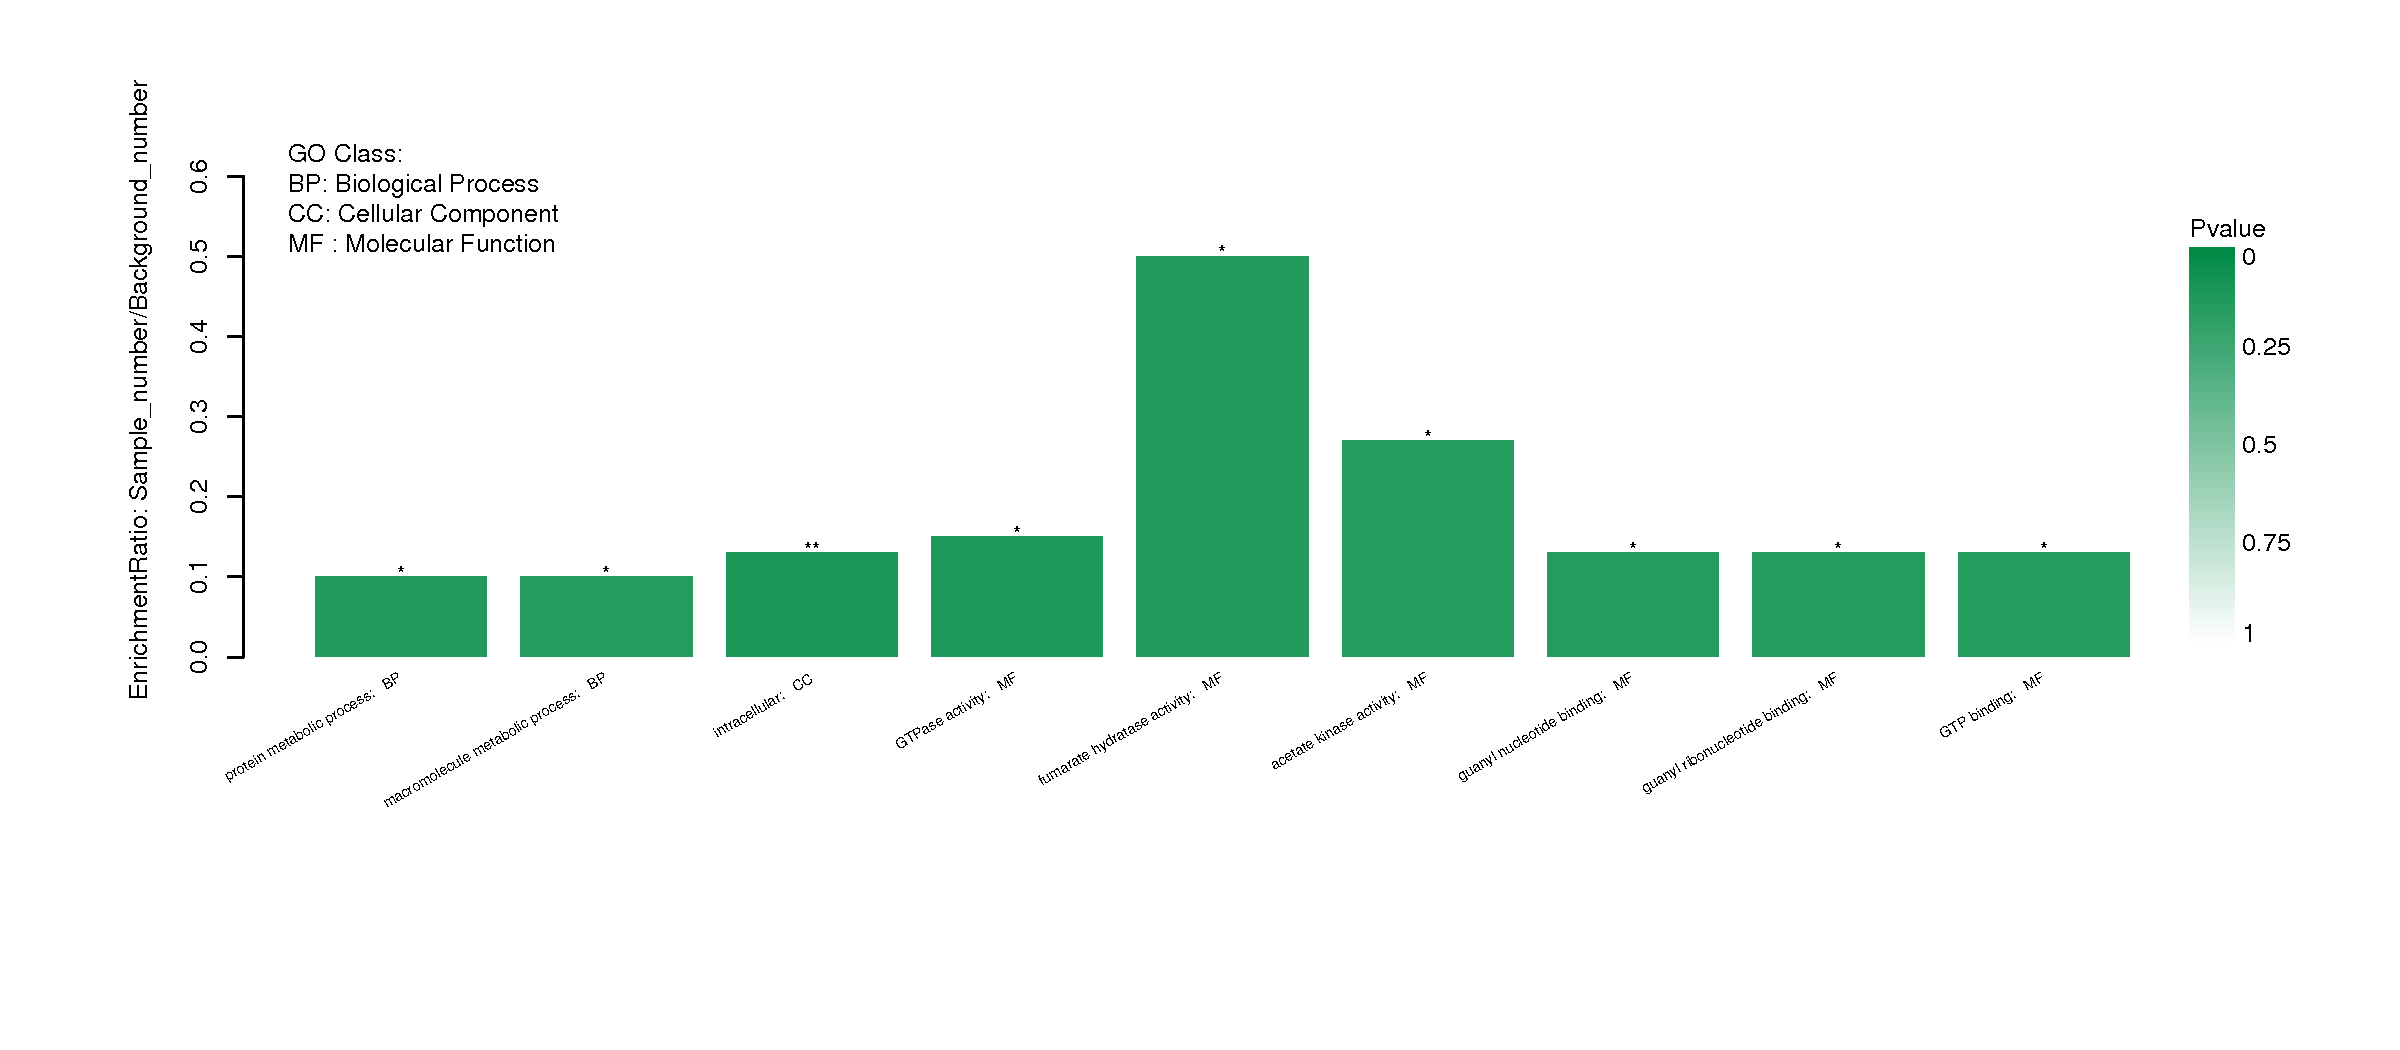 EnrichmentRatio: Sample_number/Background_number
0.6
0.5
0.4
0.3
0.2
0.1
0.0
GO Class:
BP: Biological Process
CC: Cellular Component
MF : Molecular Function
*
*
**
*
*
*
*
*
*
protein metabolic process: BP
macromolecule metabolic process: BP
intracellular: CC
GTPase activity: MF
fumarate hydratase activity: MF
acetate kinase activity: MF
guanyl nucleotide binding: MF
guanyl ribonucleotide binding: MF
GTP binding: MF
Pvalue
0
0.25
0.5
0.75
1